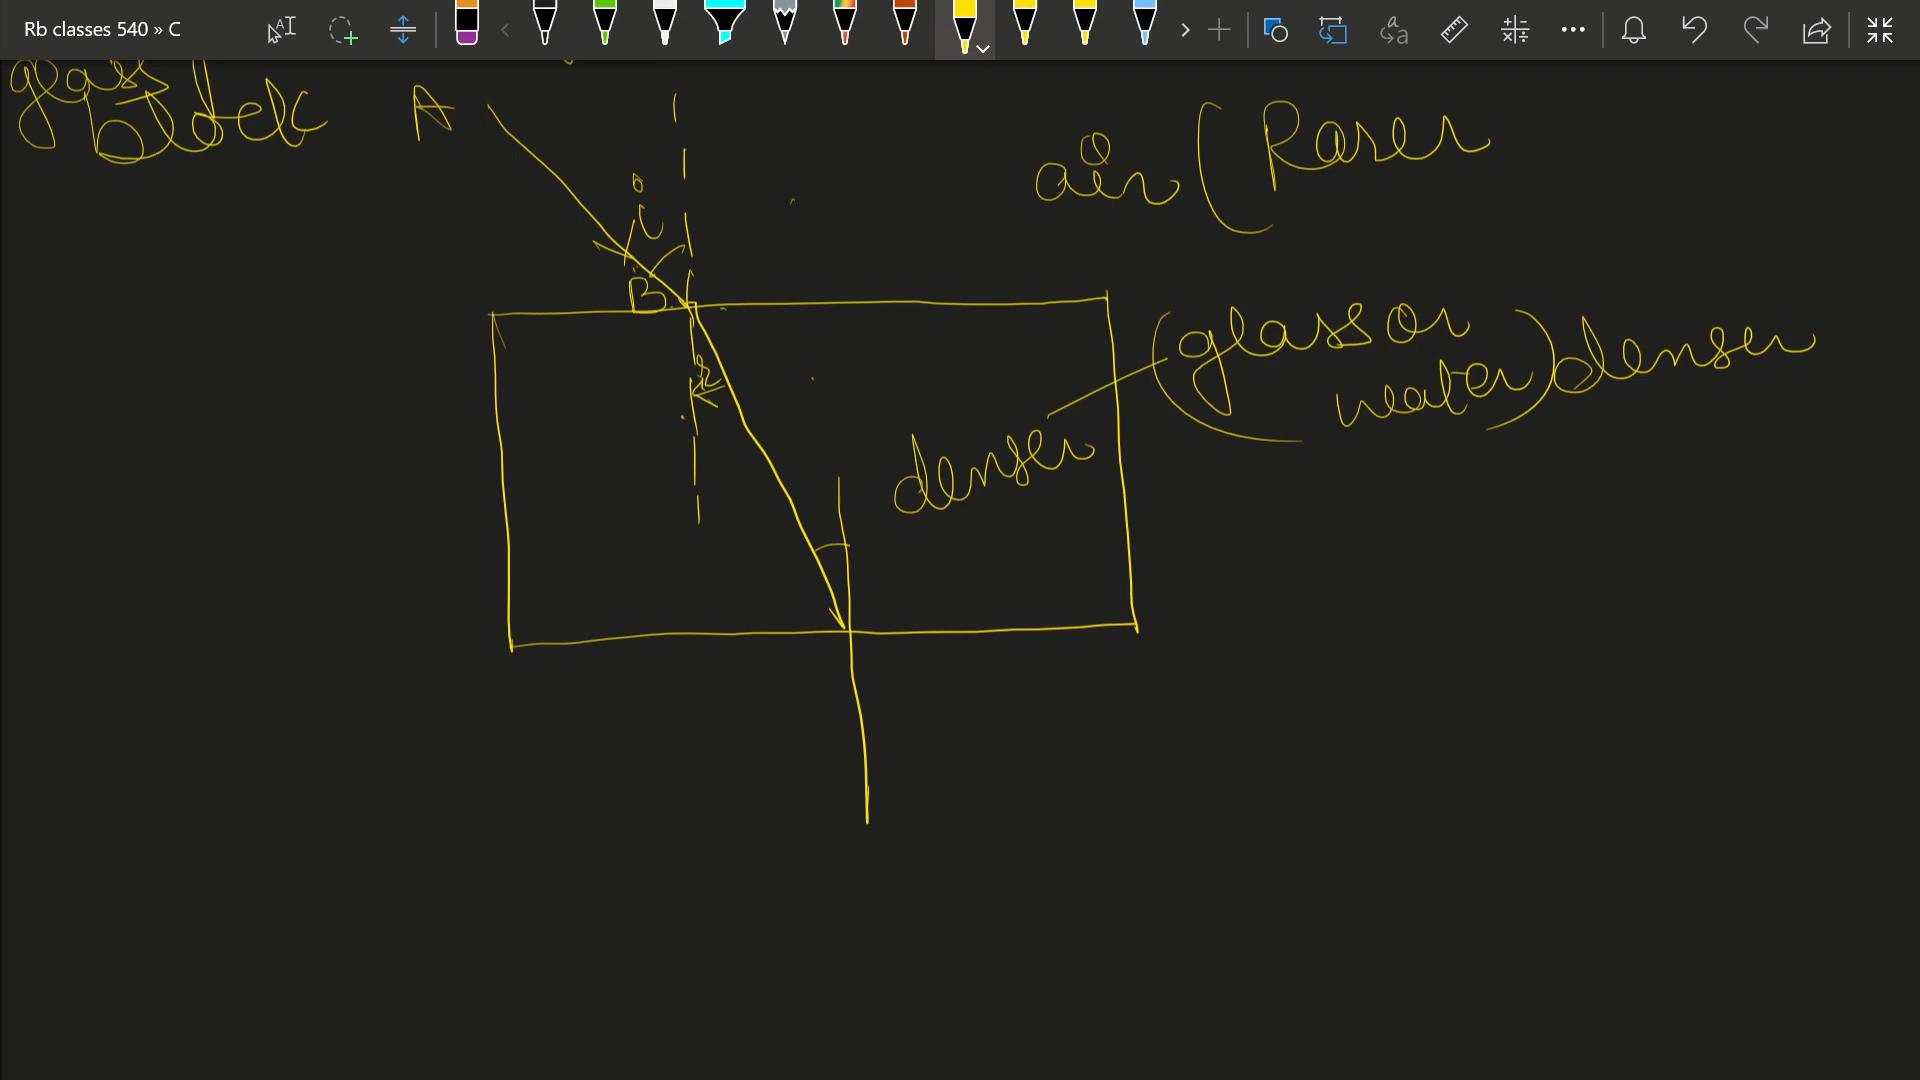 Rb classes 540 » C
glass
block
A
air (Rarer
i
B
r
(glass or
water) denser
denser